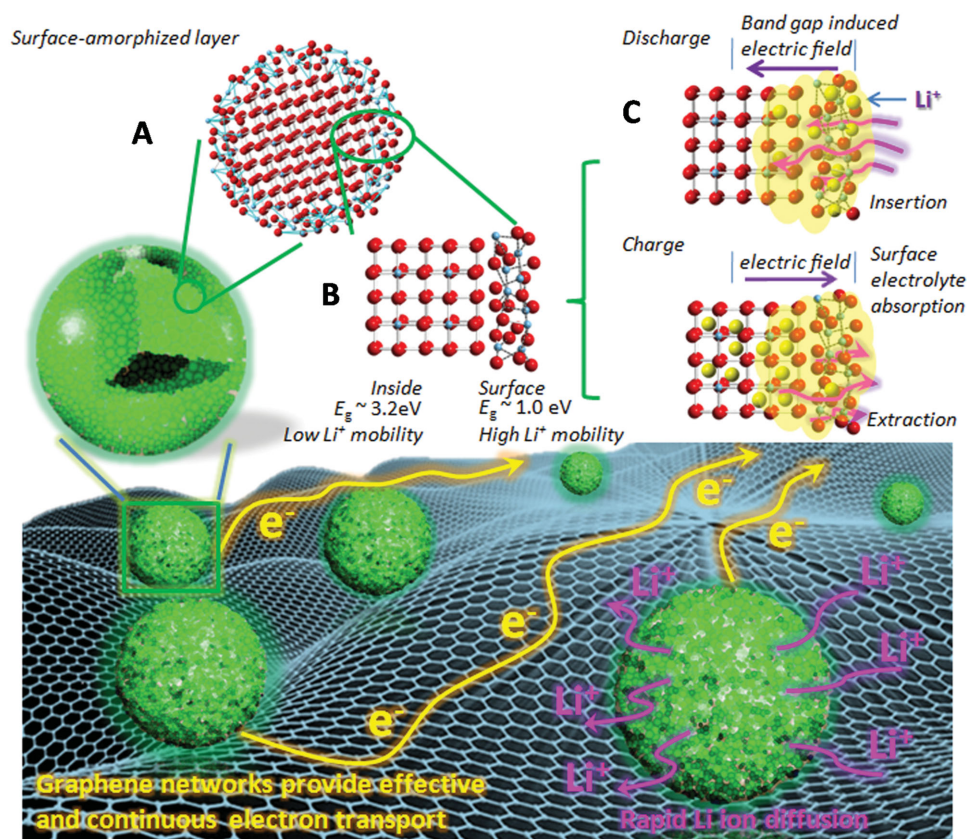 Surface-amorphized layer
A
B
Inside
E_g ~ 3.2eV
Low Li⁺ mobility
Surface
E_g ~ 1.0 eV
High Li⁺ mobility
C
Discharge
Band gap induced
electric field
Li⁺
Insertion
Charge
electric field
Surface
electrolyte
absorption
Extraction
e⁻
e⁻
e⁻
e⁻
Li⁺
Li⁺
Li⁺
Li⁺
Li⁺
Li⁺
Graphene networks provide effective
and continuous electron transport
Rapid Li ion diffusion